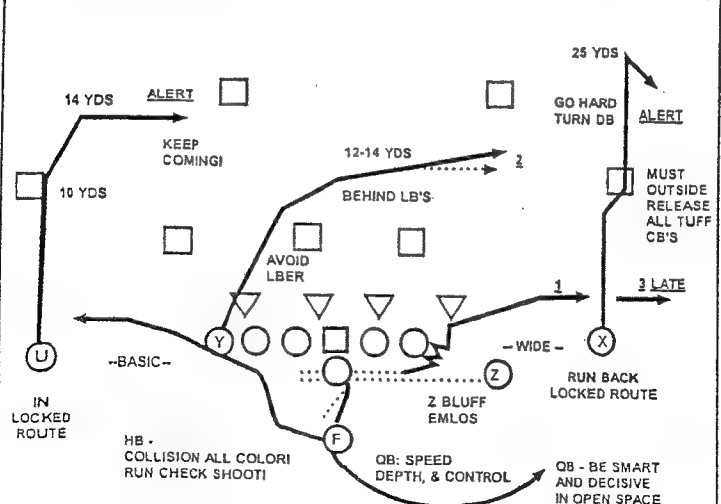 25 YDS
14 YDS
ALERT
GO HARD
TURN DB
ALERT
KEEP
COMING!
12-14 YDS
2
10 YDS
BEHIND LB'S
MUST
OUTSIDE
RELEASE
ALL TUFF
CB'S
AVOID
LBER
1
3 LATE
U
Y
--BASIC--
-- WIDE --
X
Z
IN
LOCKED
ROUTE
Z BLUFF
EMLOS
RUN BACK
LOCKED ROUTE
F
HB -
COLLISION ALL COLOR!
RUN CHECK SHOOT!
QB: SPEED
DEPTH, & CONTROL
QB - BE SMART
AND DECISIVE
IN OPEN SPACE